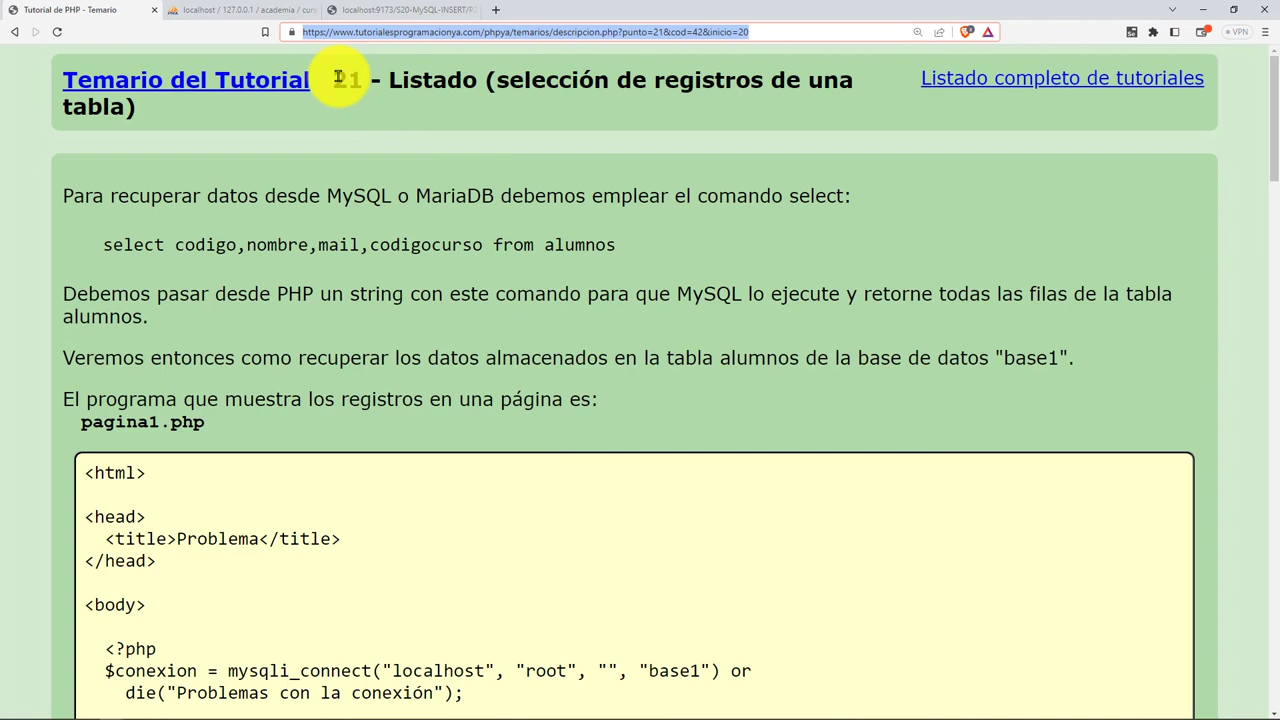 Tutorial de PHP - Temario
localhost / 127.0.0.1 / academia / cur
localhost:9173/S20-MySQL-INSERT/
https://www.tutorialesprogramacionya.com/phpya/temarios/descripcion.php?punto=21&cod=42&inicio=20
VPN
Temario del Tutorial 21 - Listado (selección de registros de una
tabla)
Listado completo de tutoriales
Para recuperar datos desde MySQL o MariaDB debemos emplear el comando select:
select codigo,nombre,mail,codigocurso from alumnos
Debemos pasar desde PHP un string con este comando para que MySQL lo ejecute y retorne todas las filas de la tabla
alumnos.
Veremos entonces como recuperar los datos almacenados en la tabla alumnos de la base de datos "base1".
El programa que muestra los registros en una página es:
pagina1.php
<html>
<head>
<title>Problema</title>
</head>
<body>
<?php
$conexion = mysqli_connect("localhost", "root", "", "base1") or
die("Problemas con la conexión");